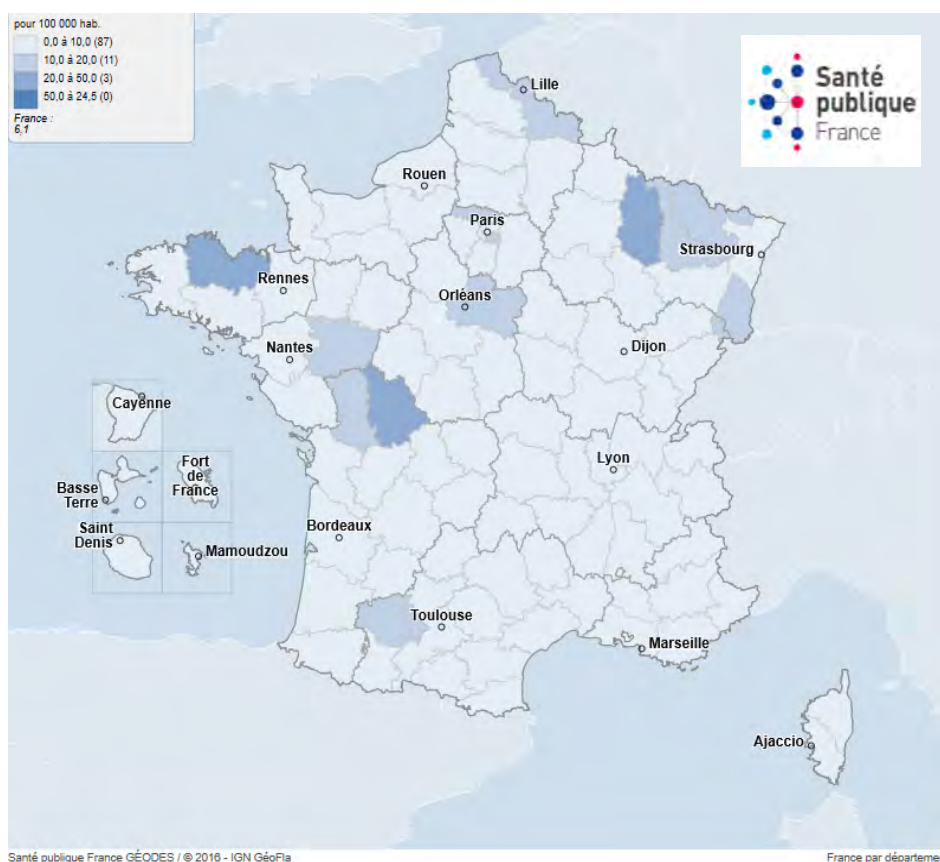 pour 100 000 hab.
0,0 à 10,0 (87)
10,0 à 20,0 (11)
20,0 à 50,0 (3)
50,0 à 24,5 (0)
France :
6,1
Santé
publique
France
Lille
Rouen
Paris
Strasbourg
Rennes
Orléans
Nantes
Dijon
Cayenne
Lyon
Fort
de
France
Basse
Terre
Saint
Denis
Mamoudzou
Bordeaux
Toulouse
Marseille
Ajaccio
Santé publique France GÉODES / © 2016 - IGN GéoFla
France par départeme